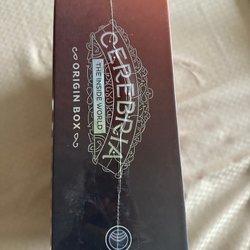 CEREBRIA
THE INSIDE WORLD
ORIGIN BOX